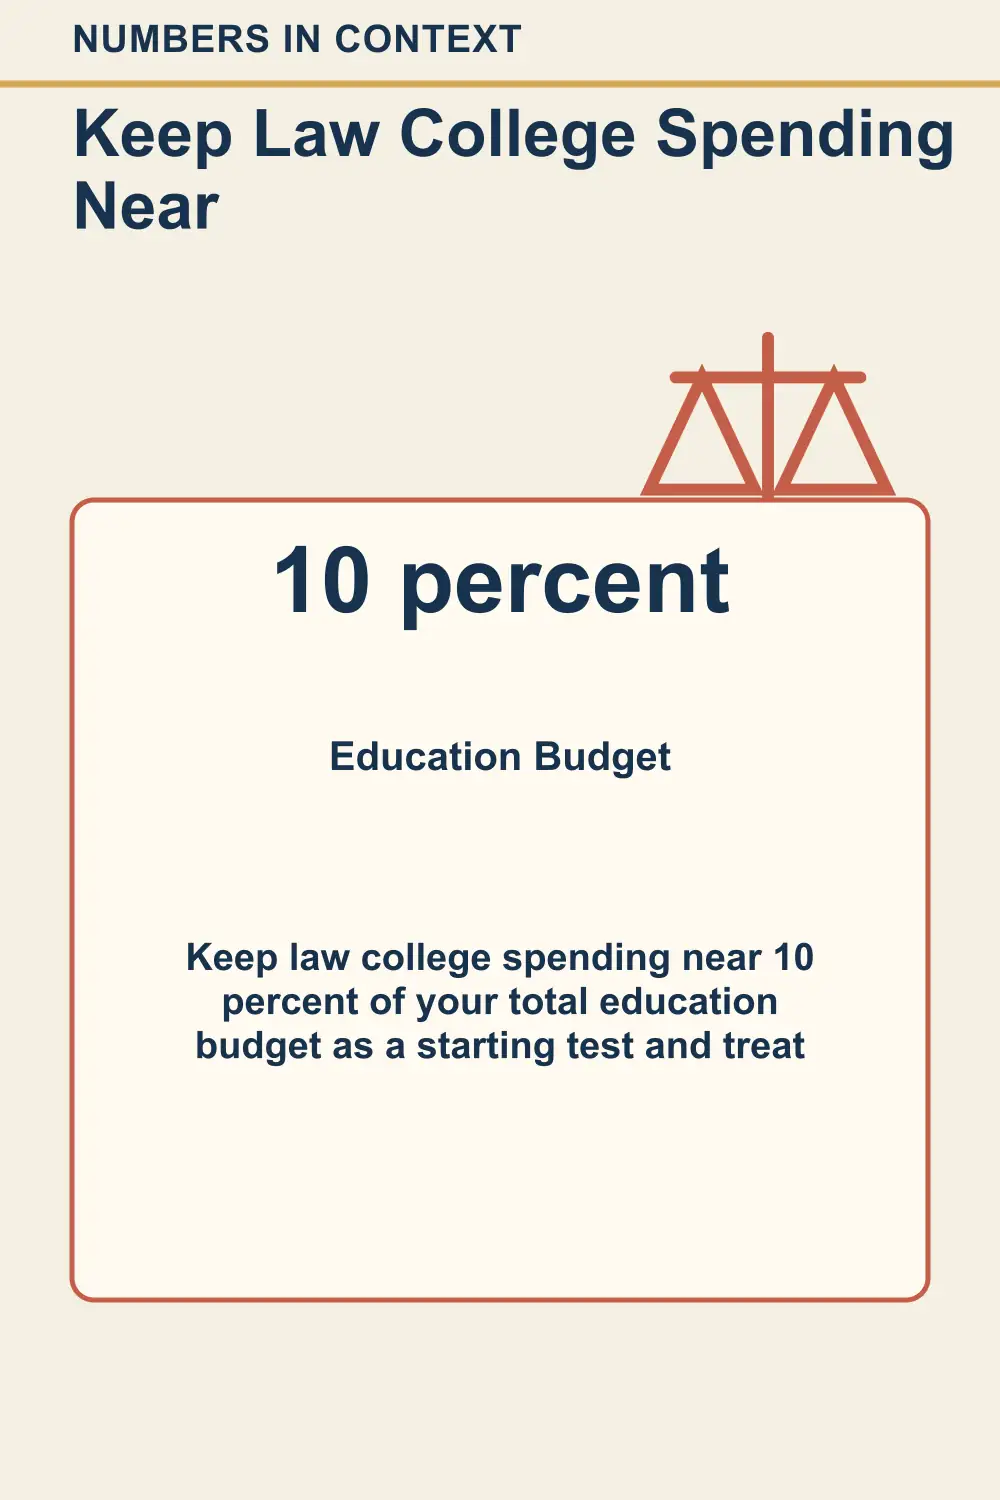 NUMBERS IN CONTEXT
Keep Law College Spending
Near
10 percent
Education Budget
Keep law college spending near 10
percent of your total education
budget as a starting test and treat